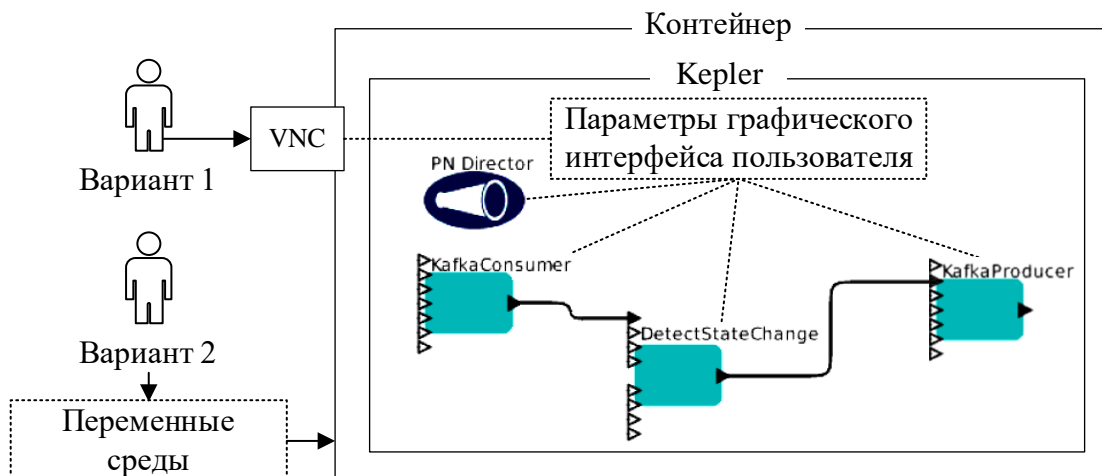 Контейнер
Kepler
VNC
Параметры графического
интерфейса пользователя
Вариант 1
PN Director
KafkaConsumer
DetectStateChange
KafkaProducer
Вариант 2
Переменные
среды